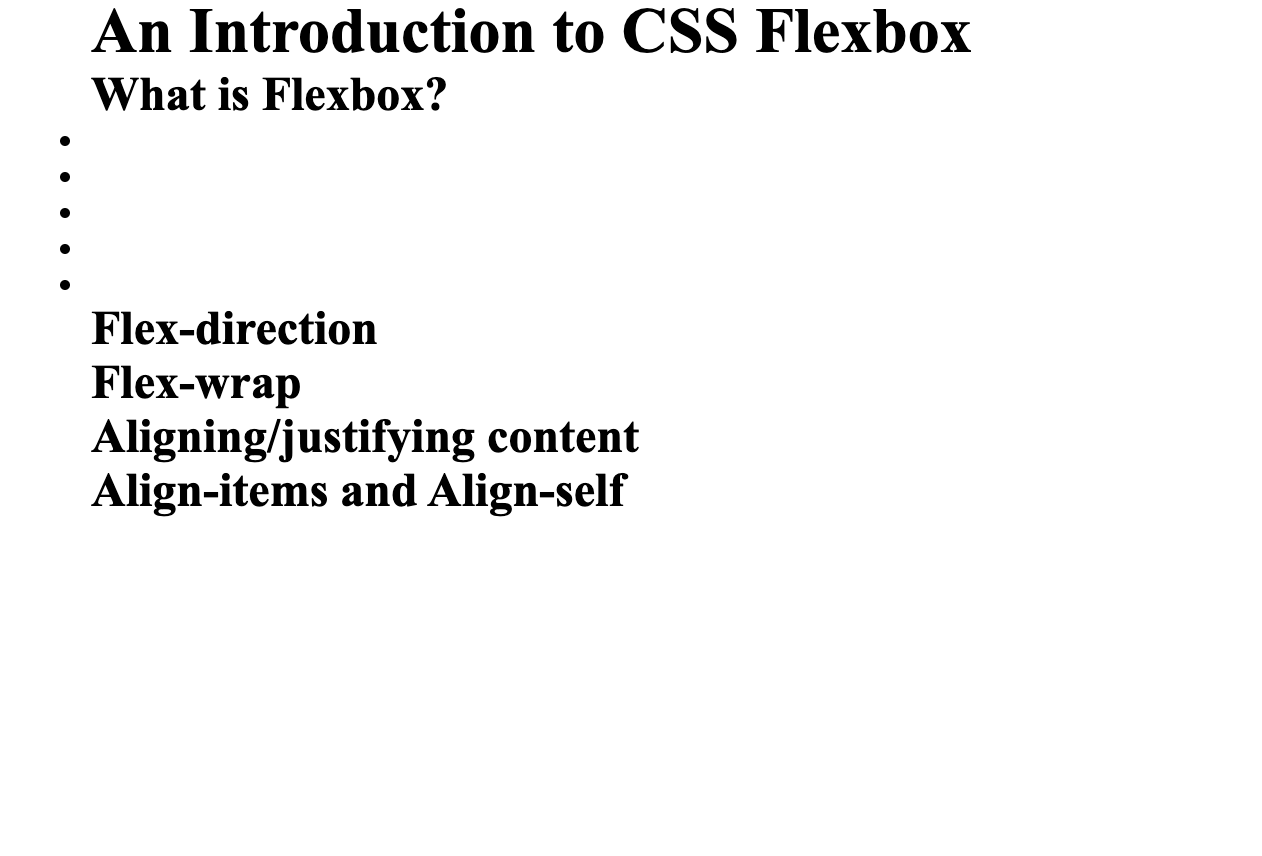 An Introduction to CSS Flexbox
What is Flexbox?
Flex-direction
Flex-wrap
Aligning/justifying content
Align-items and Align-self